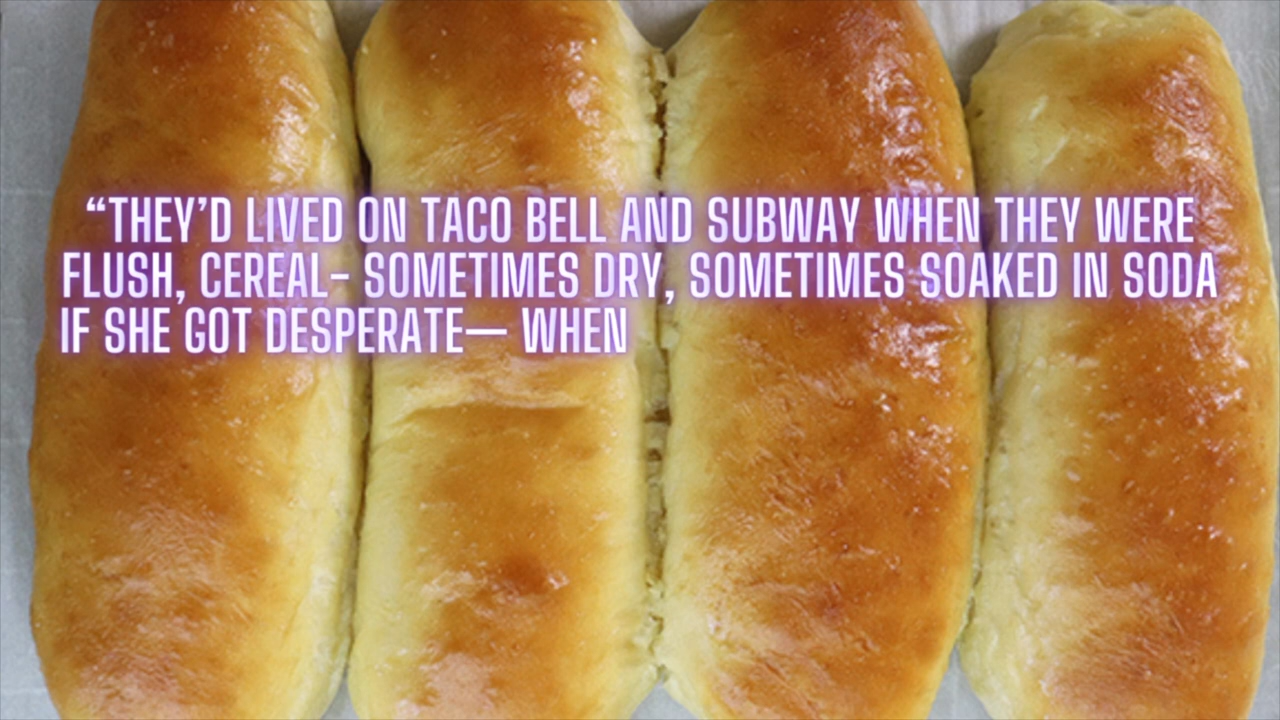 “THEY’D LIVED ON TACO BELL AND SUBWAY WHEN THEY WERE
FLUSH, CEREAL- SOMETIMES DRY, SOMETIMES SOAKED IN SODA
IF SHE GOT DESPERATE— WHEN